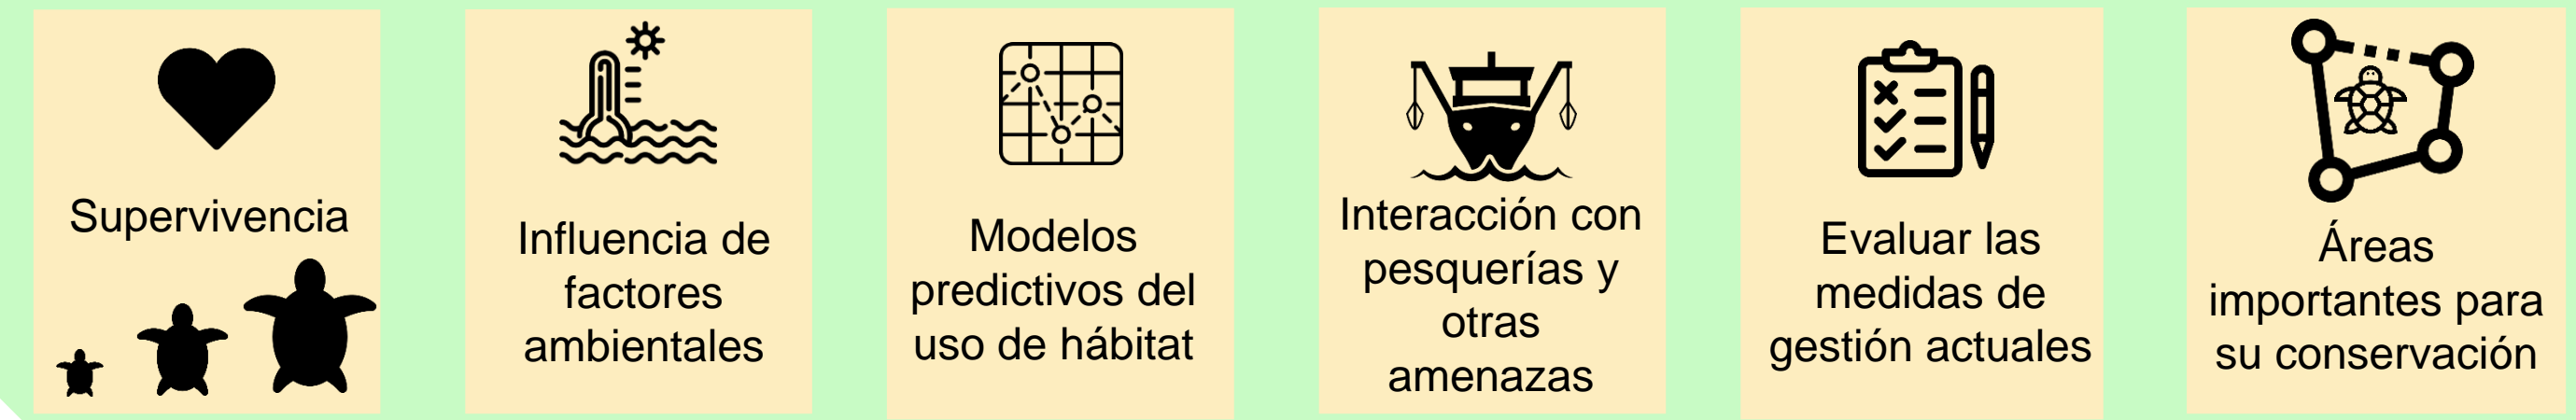 Supervivencia
Influencia de
factores
ambientales
Modelos
predictivos del
uso de hábitat
Interacción con
pesquerías y
otras
amenazas
Evaluar las
medidas de
gestión actuales
Áreas
importantes para
su conservación